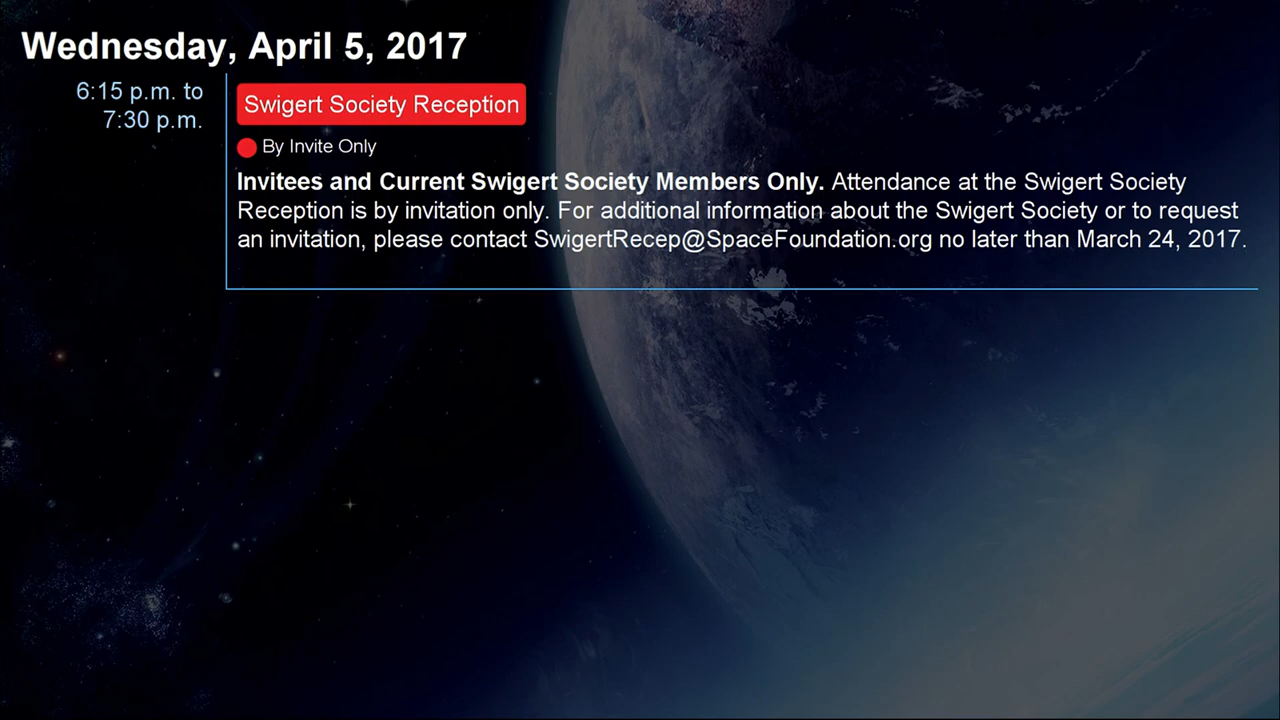 Wednesday, April 5, 2017
6:15 p.m. to
7:30 p.m.
Swigert Society Reception
By Invite Only
Invitees and Current Swigert Society Members Only. Attendance at the Swigert Society
Reception is by invitation only. For additional information about the Swigert Society or to request
an invitation, please contact SwigertRecep@SpaceFoundation.org no later than March 24, 2017.